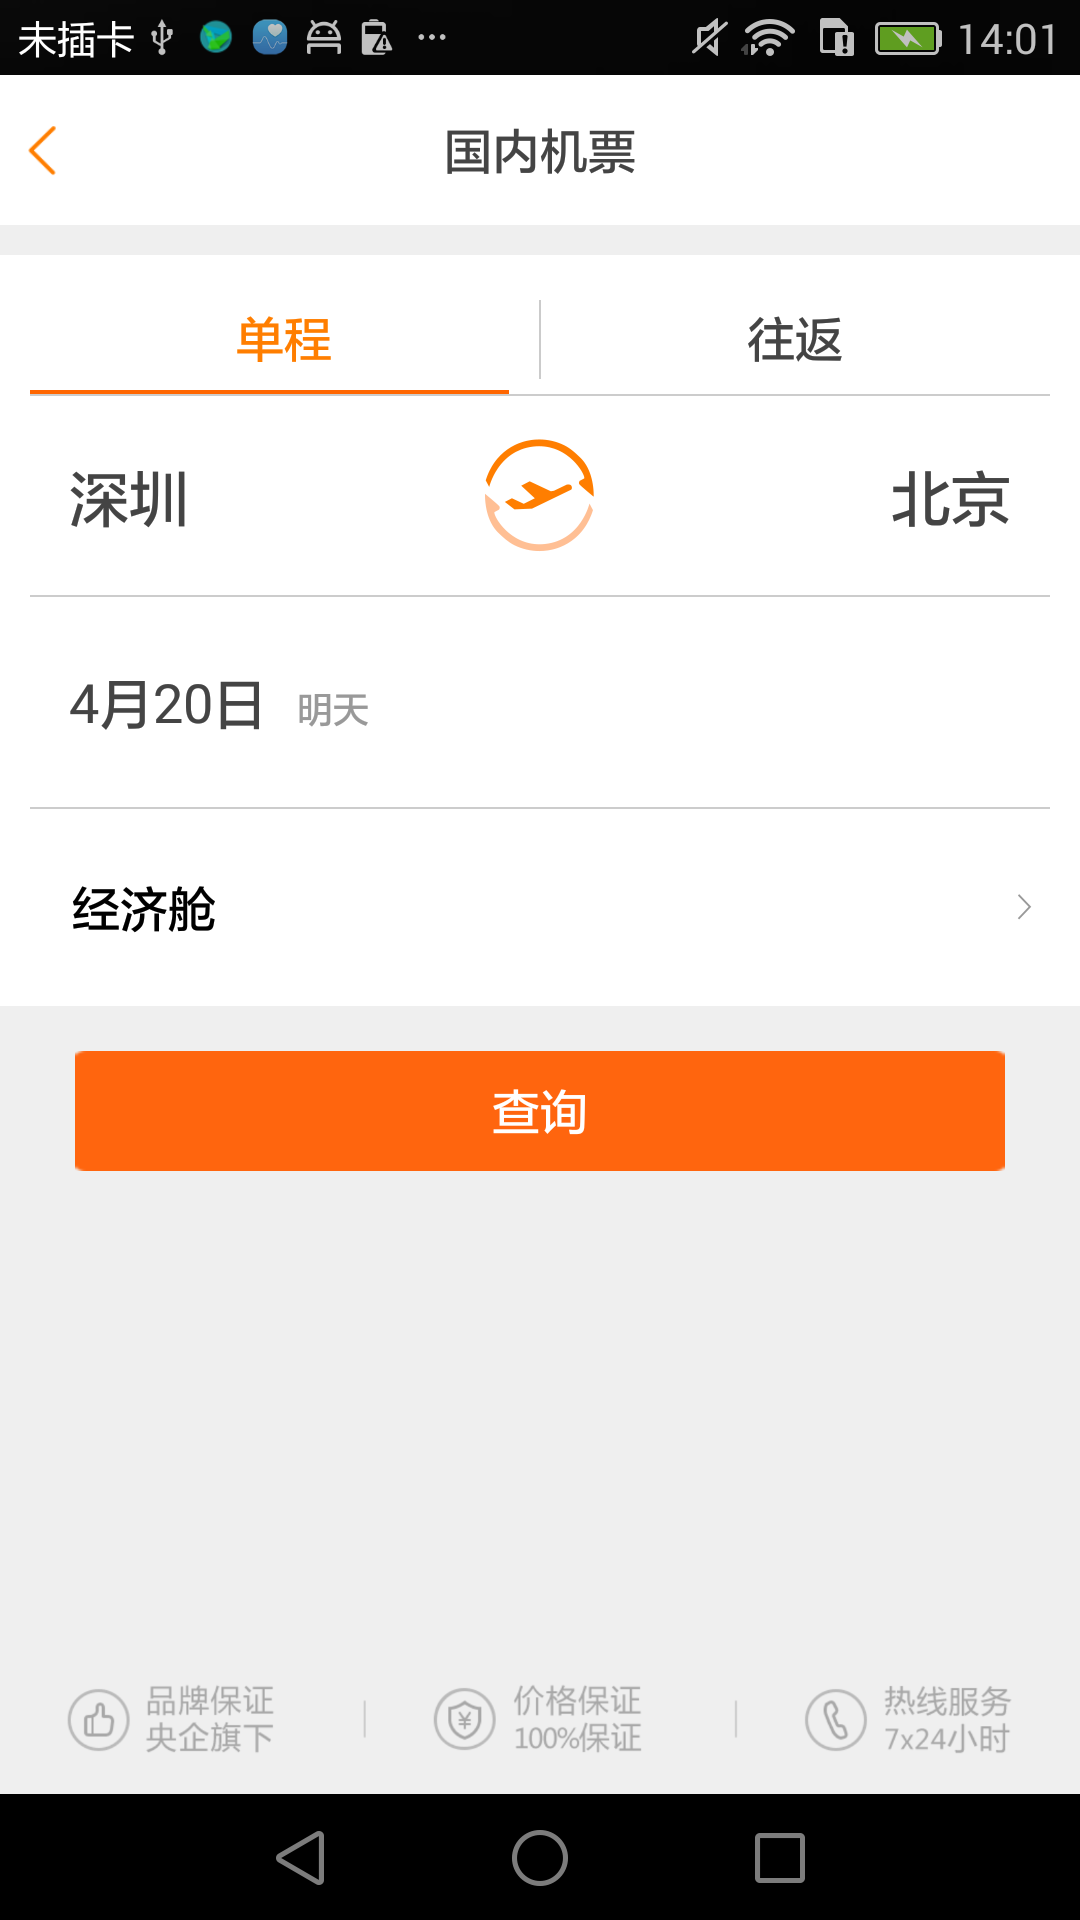 未插卡 14:01
国内机票
单程 往返
深圳 北京
4月20日 明天
经济舱
查询
品牌保证 价格保证 热线服务
央企旗下 100%保证 7x24小时